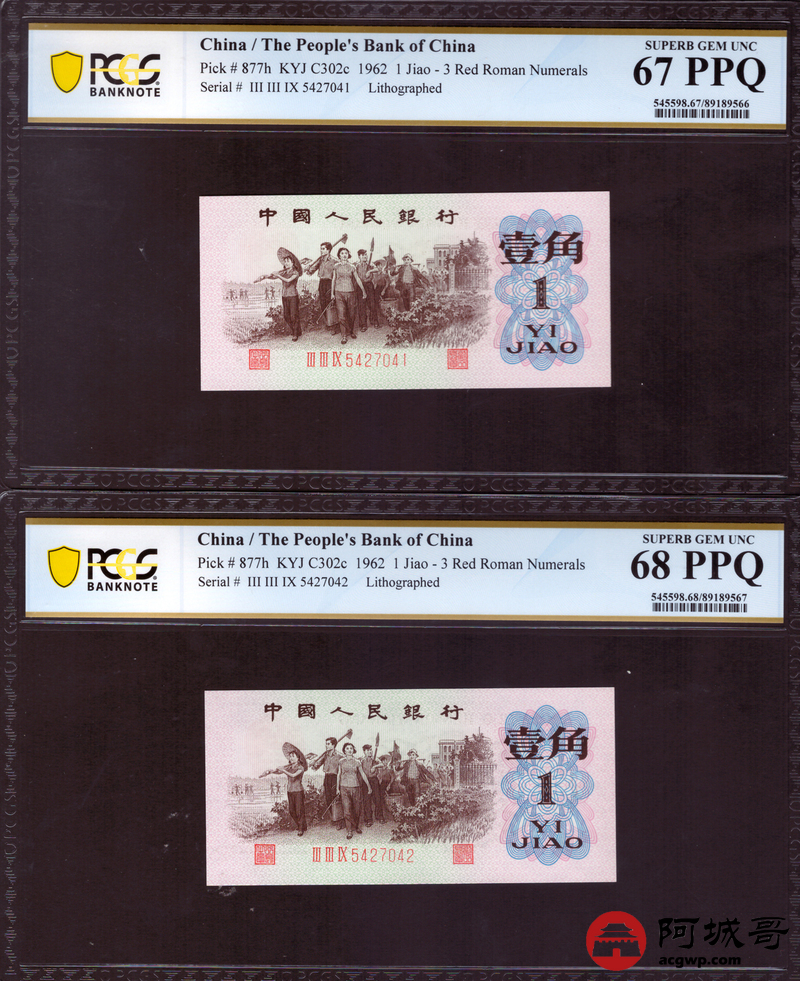 China / The People's Bank of China
SUPERB GEM UNC
PCGS
BANKNOTE
Pick # 877h KYJ C302c 1962 1 Jiao - 3 Red Roman Numerals
67 PPQ
Serial # III III IX 5427041 Lithographed
545598.67/89189566
中國人民銀行
壹角
1
YI
JIAO
III III IX 5427041
China / The People's Bank of China
SUPERB GEM UNC
PCGS
BANKNOTE
Pick # 877h KYJ C302c 1962 1 Jiao - 3 Red Roman Numerals
68 PPQ
Serial # III III IX 5427042 Lithographed
545598.68/89189567
中國人民銀行
壹角
1
YI
JIAO
III III IX 5427042
阿城哥
acgwp.com